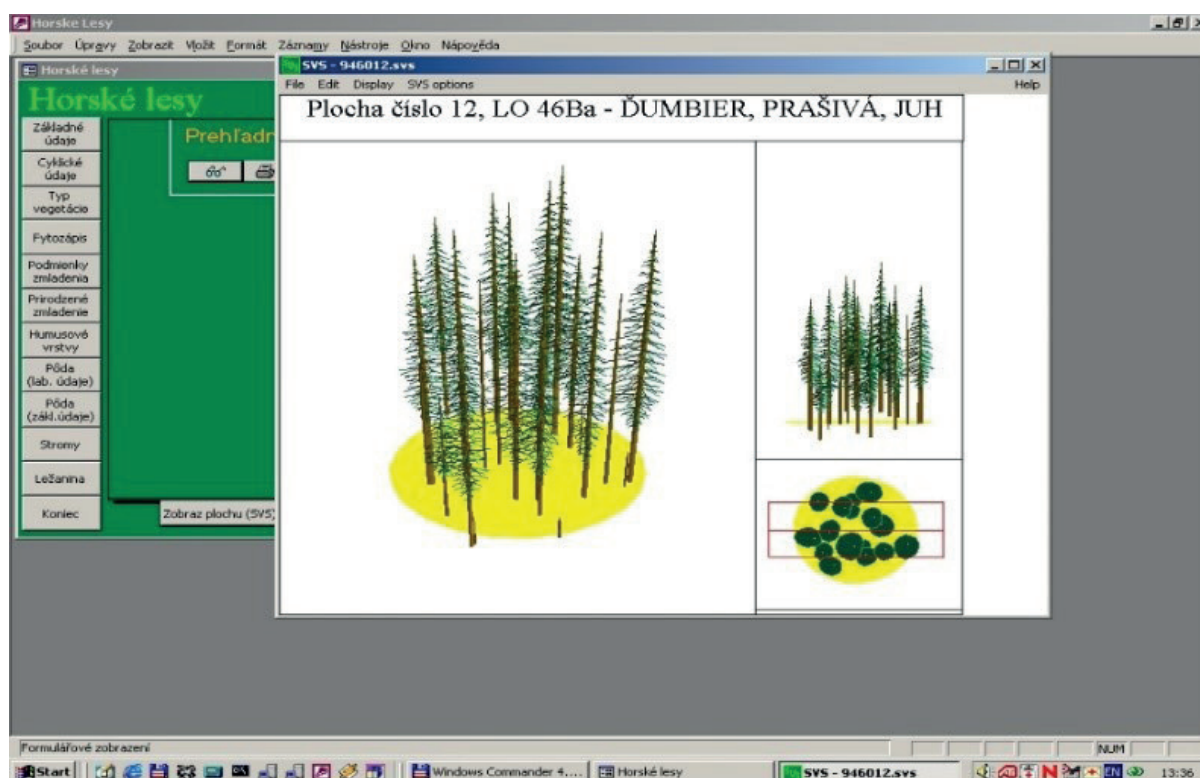 Horske Lesy
Soubor Úpravy Zobrazit Vložit Formát Záznamy Nástroje Okno Nápověda
Horské lesy
Horské lesy
Základné údaje
Cyklické údaje
Typ vegetácie
Fytozápis
Podmienky zmladenia
Prirodzené zmladenie
Humusové vrstvy
Pôda (lab. údaje)
Pôda (zákl.údaje)
Stromy
Ležanina
Koniec
Zobraz plochu (SVS)
SVS - 946012.svs
File Edit Display SVS options Help
Plocha číslo 12, LO 46Ba - ĎUMBIER, PRAŠIVÁ, JUH
Formulářové zobrazení NUM
Start Windows Commander 4.... Horské lesy SVS - 946012.svs EN 13:36